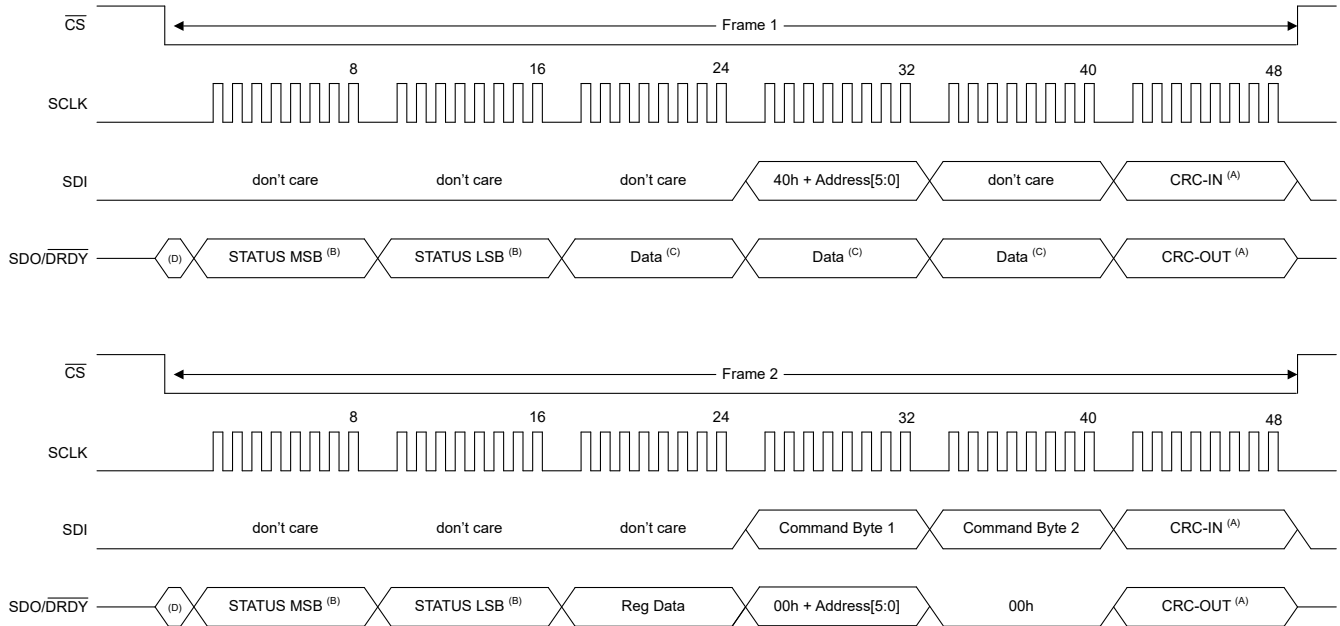 CS
Frame 1
8 16 24 32 40 48
SCLK
SDI don't care don't care don't care 40h + Address[5:0] don't care CRC-IN (A)
SDO/DRDY (D) STATUS MSB (B) STATUS LSB (B) Data (C) Data (C) Data (C) CRC-OUT (A)
CS
Frame 2
8 16 24 32 40 48
SCLK
SDI don't care don't care don't care Command Byte 1 Command Byte 2 CRC-IN (A)
SDO/DRDY (D) STATUS MSB (B) STATUS LSB (B) Reg Data 00h + Address[5:0] 00h CRC-OUT (A)